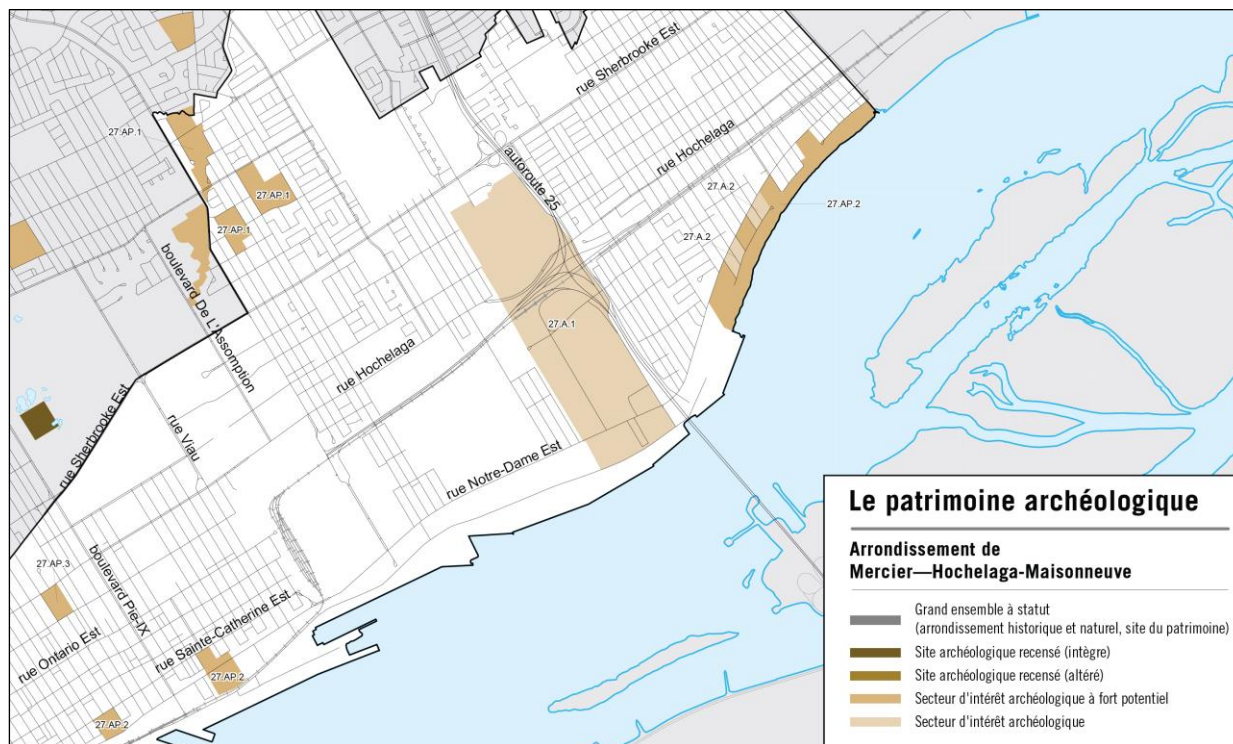 rue Sherbrooke Est
27.AP.1
autoroute 25
rue Hochelaga
27.A.2
27.AP.1
27.AP.2
27.AP.1
27.A.2
boulevard De L'Assomption
27.A.1
rue Hochelaga
rue Sherbrooke Est
rue Viau
rue Notre-Dame Est
27.AP.3
boulevard Pie-IX
rue Sainte-Catherine Est
rue Ontario Est
27.AP.2
27.AP.2
Le patrimoine archéologique
Arrondissement de
Mercier—Hochelaga-Maisonneuve
Grand ensemble à statut
(arrondissement historique et naturel, site du patrimoine)
Site archéologique recensé (intègre)
Site archéologique recensé (altéré)
Secteur d'intérêt archéologique à fort potentiel
Secteur d'intérêt archéologique